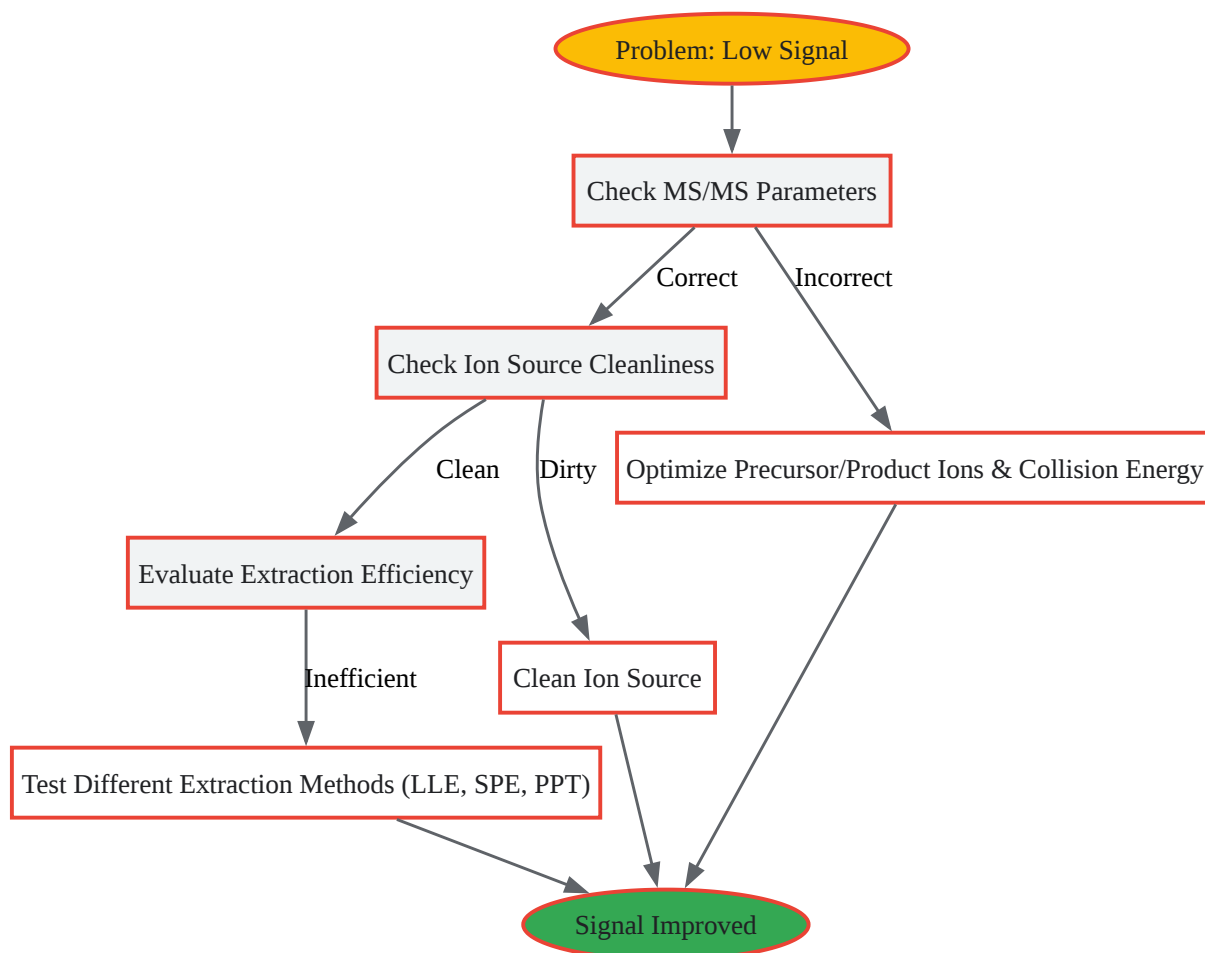 Problem: Low Signal
Check MS/MS Parameters
Correct
Incorrect
Check Ion Source Cleanliness
Clean
Dirty
Optimize Precursor/Product Ions & Collision Energy
Evaluate Extraction Efficiency
Inefficient
Clean Ion Source
Test Different Extraction Methods (LLE, SPE, PPT)
Signal Improved